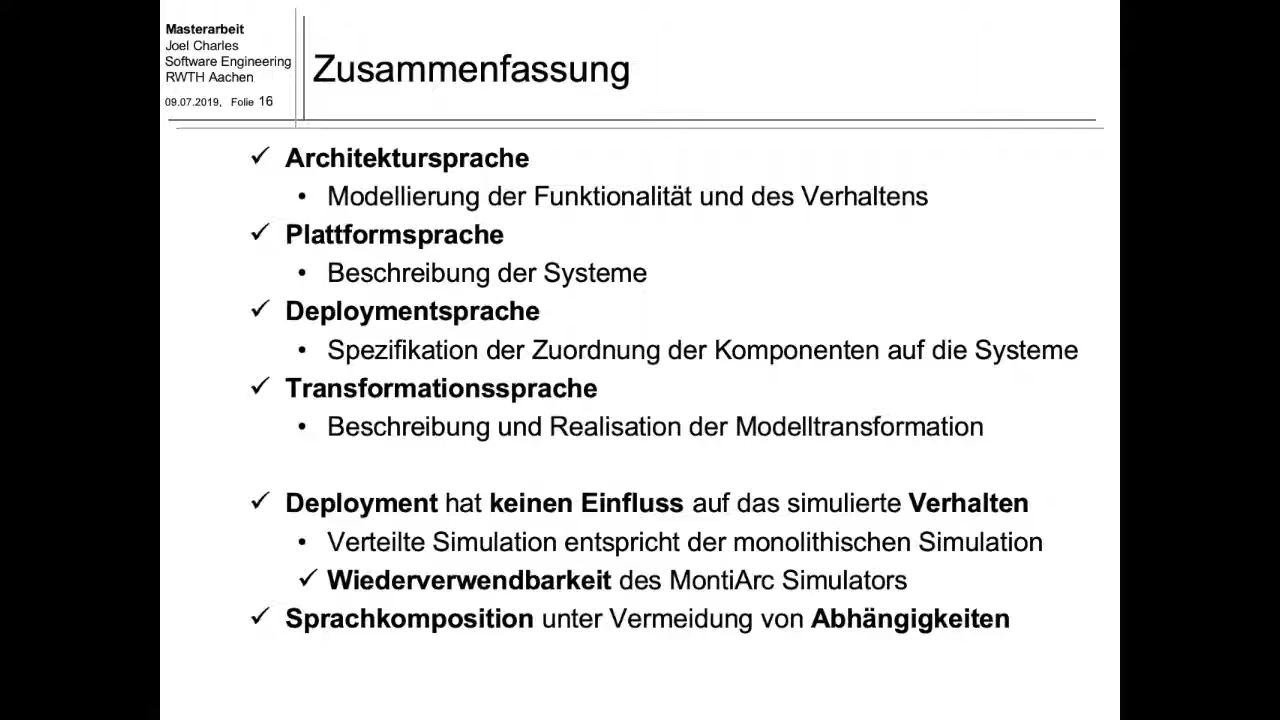 Masterarbeit
Joel Charles
Software Engineering
RWTH Aachen
09.07.2019, Folie 16
Zusammenfassung
✓ Architektursprache
• Modellierung der Funktionalität und des Verhaltens
✓ Plattformsprache
• Beschreibung der Systeme
✓ Deploymentsprache
• Spezifikation der Zuordnung der Komponenten auf die Systeme
✓ Transformationssprache
• Beschreibung und Realisation der Modelltransformation
✓ Deployment hat keinen Einfluss auf das simulierte Verhalten
• Verteilte Simulation entspricht der monolithischen Simulation
✓ Wiederverwendbarkeit des MontiArc Simulators
✓ Sprachkomposition unter Vermeidung von Abhängigkeiten